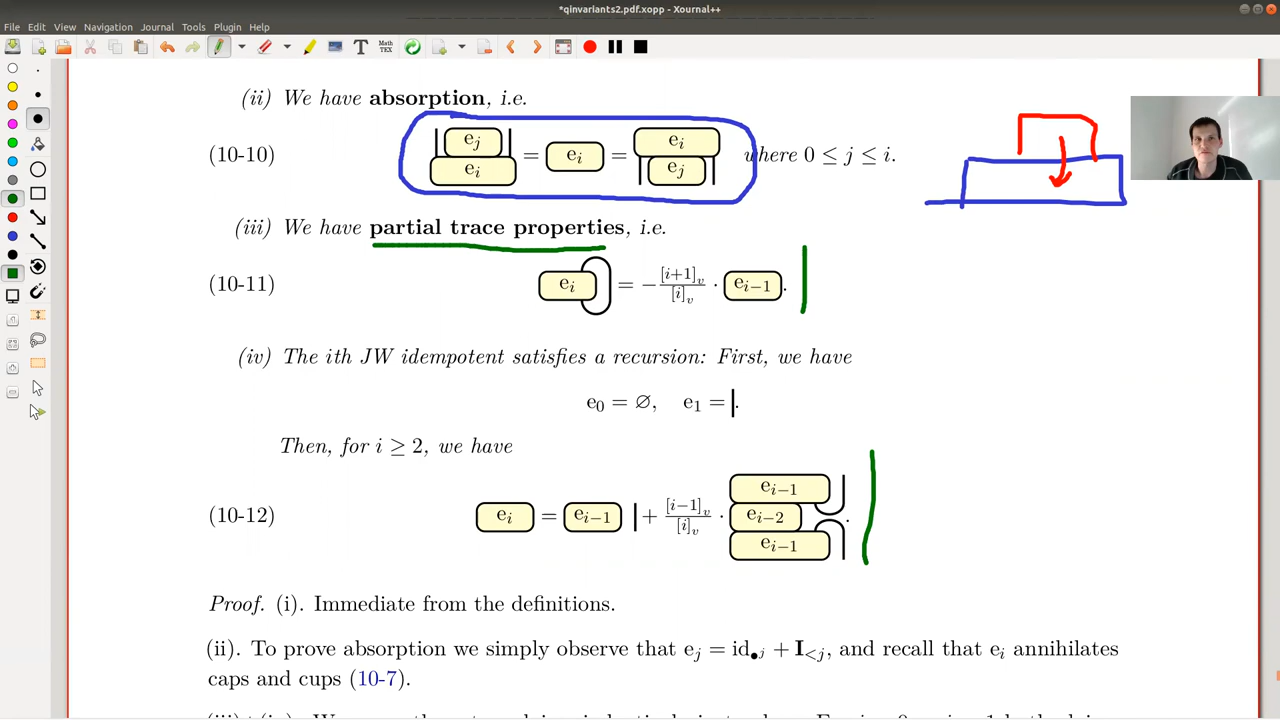 *qinvariants2.pdf.xopp - Xournal++
File Edit View Navigation Journal Tools Plugin Help
T Math TEX
(ii) We have absorption, i.e.
(10-10) e_j e_i = e_i = e_i e_j where 0 ≤ j ≤ i.
(iii) We have partial trace properties, i.e.
(10-11) e_i = − [i+1]_v / [i]_v · e_{i−1}.
(iv) The ith JW idempotent satisfies a recursion: First, we have
e_0 = ∅, e_1 = |.
Then, for i ≥ 2, we have
(10-12) e_i = e_{i−1} | + [i−1]_v / [i]_v · e_{i−1} e_{i−2} e_{i−1} .
Proof. (i). Immediate from the definitions.
(ii). To prove absorption we simply observe that e_j = id_{•j} + I_{<j}, and recall that e_i annihilates
caps and cups (10-7).